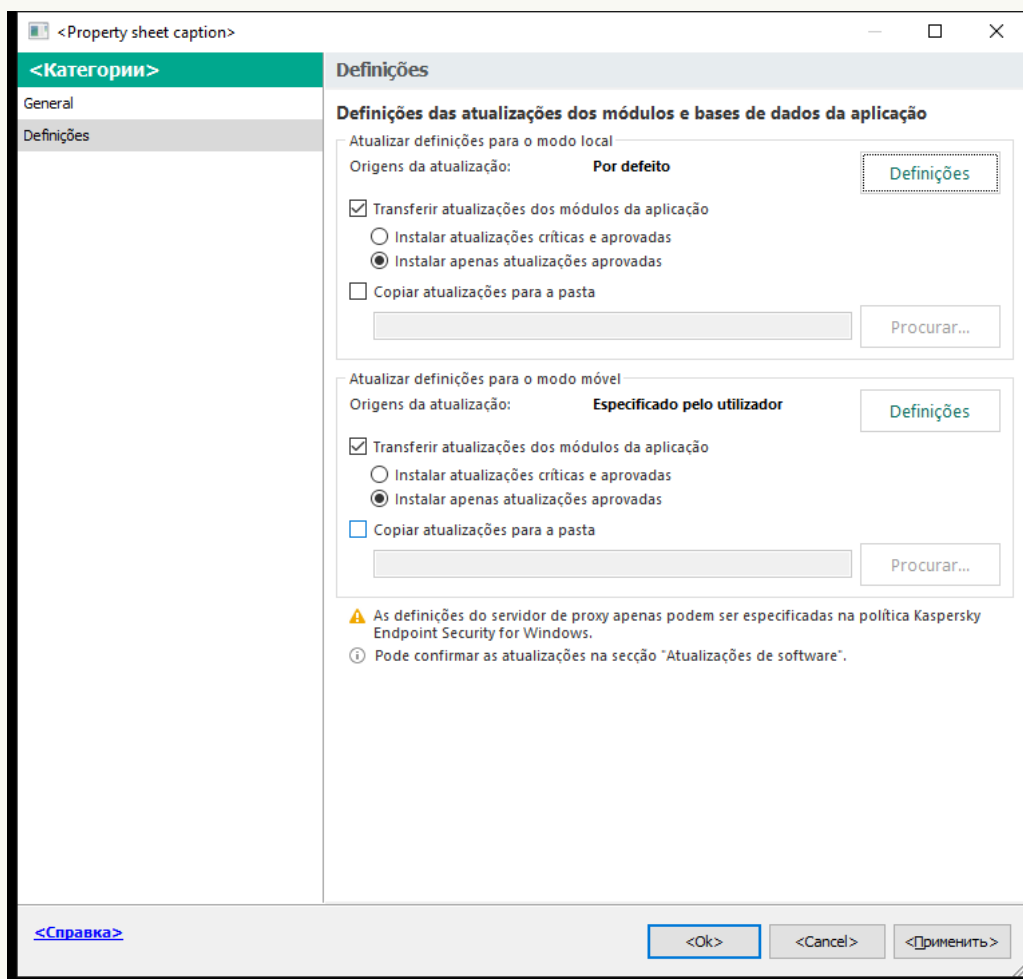 <Property sheet caption>
<Категории>
General
Definições
Definições
Definições das atualizações dos módulos e bases de dados da aplicação
Atualizar definições para o modo local
Origens da atualização: Por defeito
Definições
Transferir atualizações dos módulos da aplicação
Instalar atualizações críticas e aprovadas
Instalar apenas atualizações aprovadas
Copiar atualizações para a pasta
Procurar...
Atualizar definições para o modo móvel
Origens da atualização: Especificado pelo utilizador
Definições
Transferir atualizações dos módulos da aplicação
Instalar atualizações críticas e aprovadas
Instalar apenas atualizações aprovadas
Copiar atualizações para a pasta
Procurar...
As definições do servidor de proxy apenas podem ser especificadas na política Kaspersky
Endpoint Security for Windows.
Pode confirmar as atualizações na secção "Atualizações de software".
<Справка>
<Ok> <Cancel> <Применить>